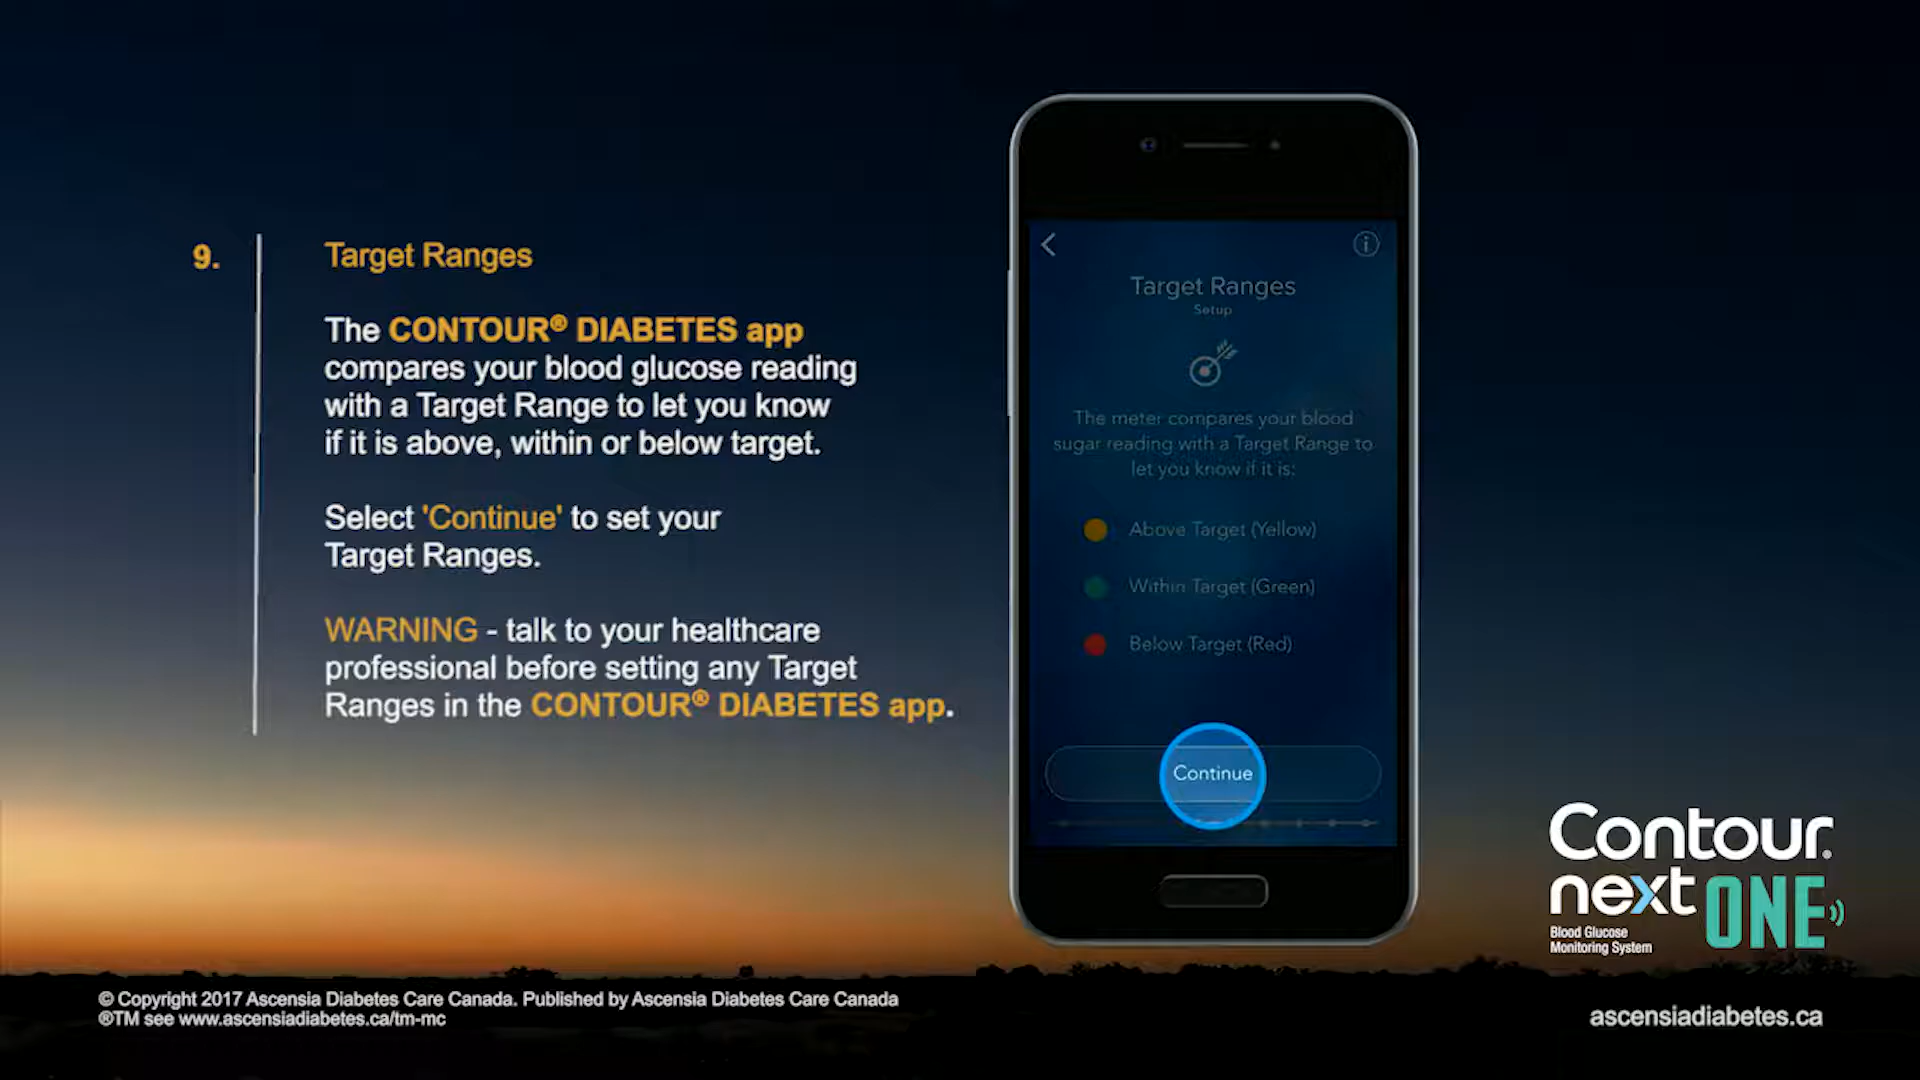 9.
Target Ranges
The CONTOUR® DIABETES app
compares your blood glucose reading
with a Target Range to let you know
if it is above, within or below target.
Select 'Continue' to set your
Target Ranges.
WARNING - talk to your healthcare
professional before setting any Target
Ranges in the CONTOUR® DIABETES app.
Target Ranges
Setup
The meter compares your blood
sugar reading with a Target Range to
let you know if it is:
Above Target (Yellow)
Within Target (Green)
Below Target (Red)
Continue
Contour®
next ONE
Blood Glucose
Monitoring System
© Copyright 2017 Ascensia Diabetes Care Canada. Published by Ascensia Diabetes Care Canada
®TM see www.ascensiadiabetes.ca/tm-mc
ascensiadiabetes.ca